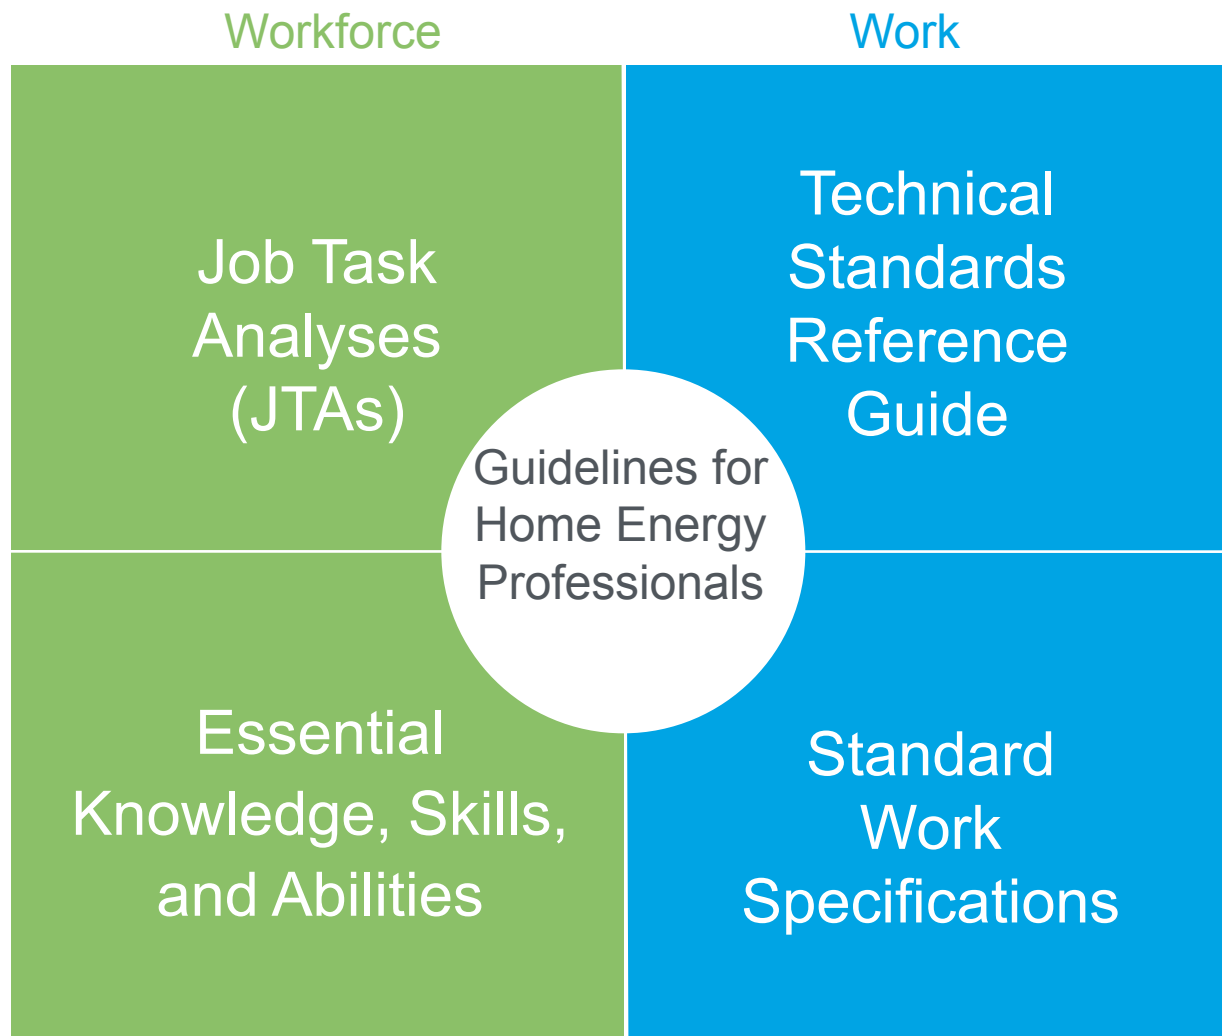 Workforce
Work
Job Task
Analyses
(JTAs)
Technical
Standards
Reference
Guide
Guidelines for
Home Energy
Professionals
Essential
Knowledge, Skills,
and Abilities
Standard
Work
Specifications